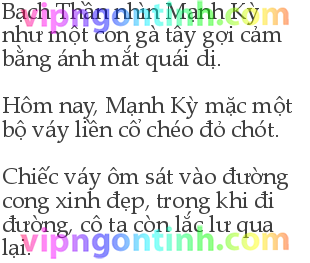 Bạch Thần nhìn Mạnh Kỳ
như một con gà tây gợi cảm
bằng ánh mắt quái dị.
Hôm nay, Mạnh Kỳ mặc một
bộ váy liền cổ chéo đỏ chót.
Chiếc váy ôm sát vào đường
cong xinh đẹp, trong khi đi
đường, cô ta còn lắc lư qua
lại.
vipngontinh.com
vipngontinh.com